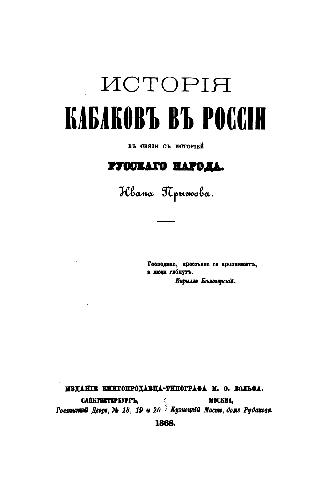 ИСТОРІЯ
КАБАКОВЪ ВЪ РОССІИ
ВЪ СВЯЗИ СЪ ИСТОРІЕЙ
РУССКАГО НАРОДА.
Ивана Прыжова.
Господине, крестьяне ся пропиваютъ,
а люди гибнутъ.
Кириллъ Бѣлозерскій.
ИЗДАНІЕ КНИГОПРОДАВЦА-ТИПОГРАФА М. О. ВОЛЬФА.
САНКТПЕТЕРБУРГЪ, МОСКВА,
Гостинный Дворъ, № 18, 19 и 20 Кузнецкій Мостъ, домъ Рудакова.
1868.